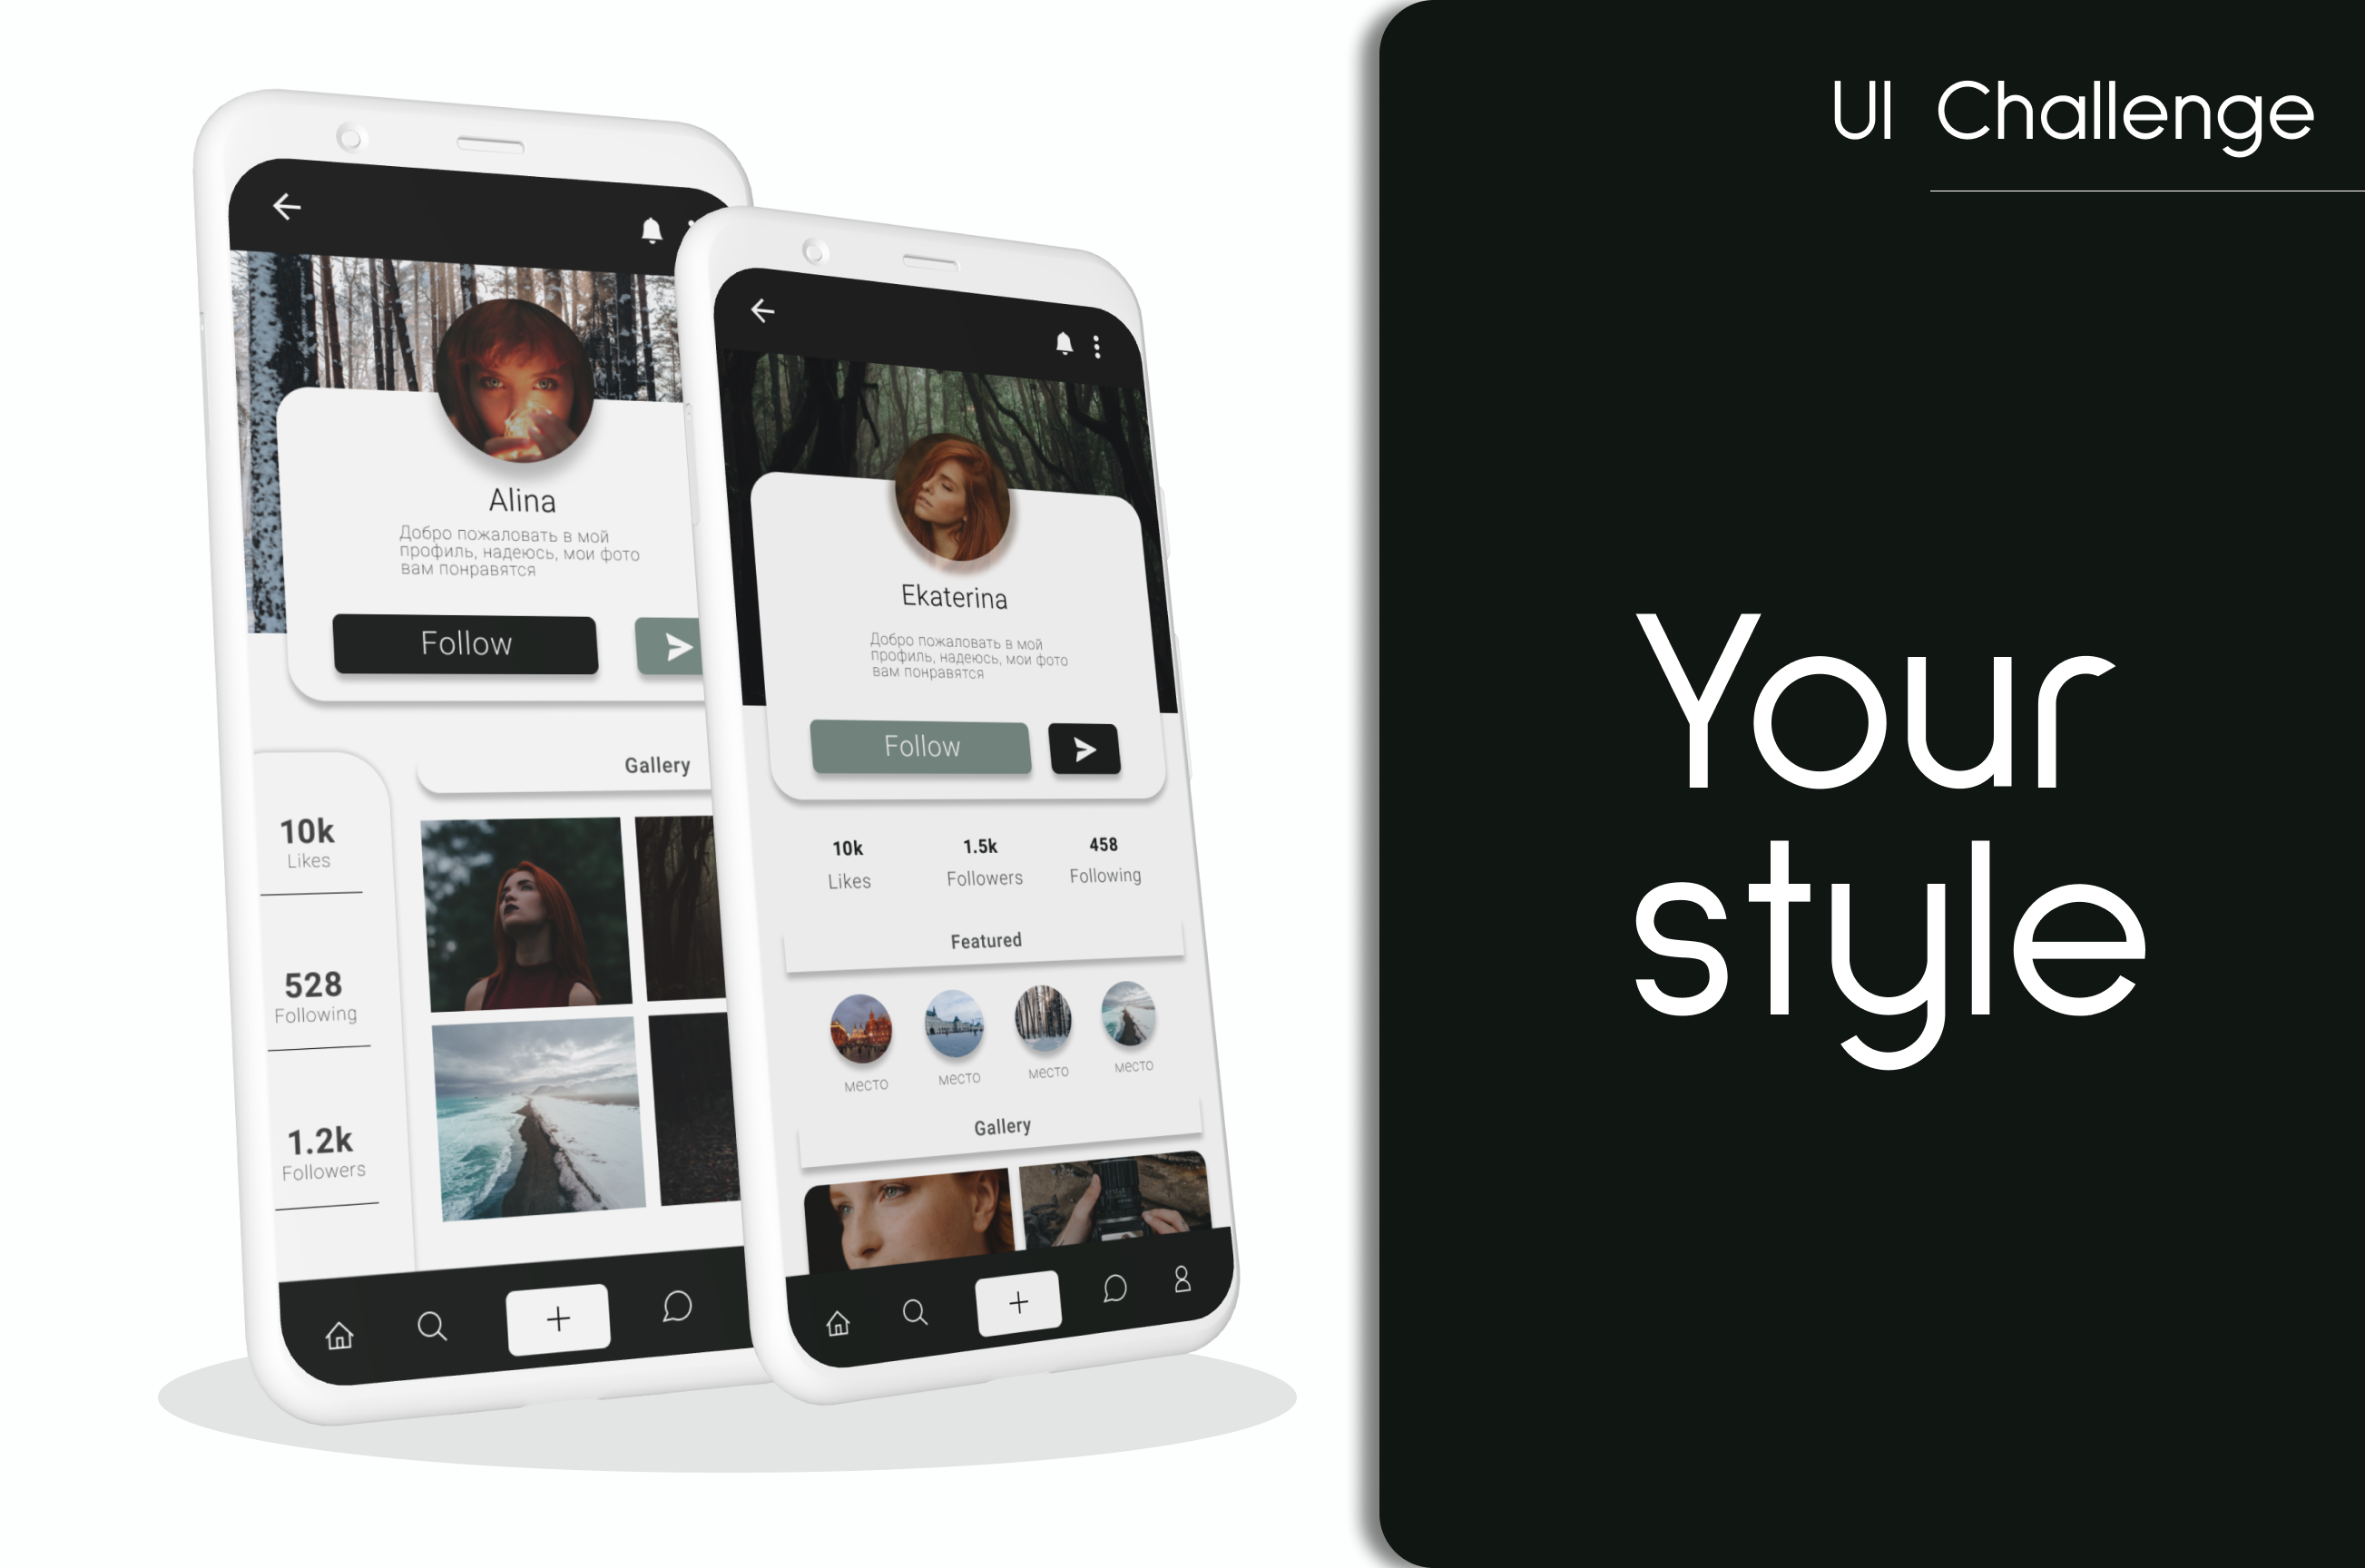 UI Challenge
Your
style
Alina
Добро пожаловать в мой
профиль, надеюсь, мои фото
вам понравятся
Follow
Gallery
10k
Likes
528
Following
1.2k
Followers
Ekaterina
Добро пожаловать в мой
профиль, надеюсь, мои фото
вам понравятся
Follow
10k 1.5k 458
Likes Followers Following
Featured
место место место место
Gallery